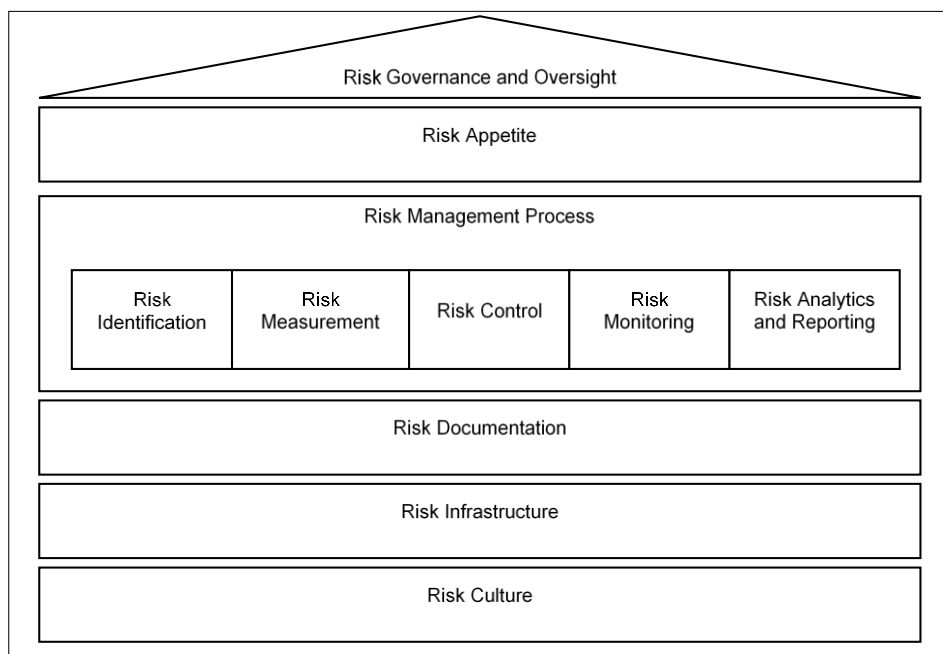 Risk Governance and Oversight
Risk Appetite
Risk Management Process
Risk
Identification
Risk
Measurement
Risk Control
Risk
Monitoring
Risk Analytics
and Reporting
Risk Documentation
Risk Infrastructure
Risk Culture